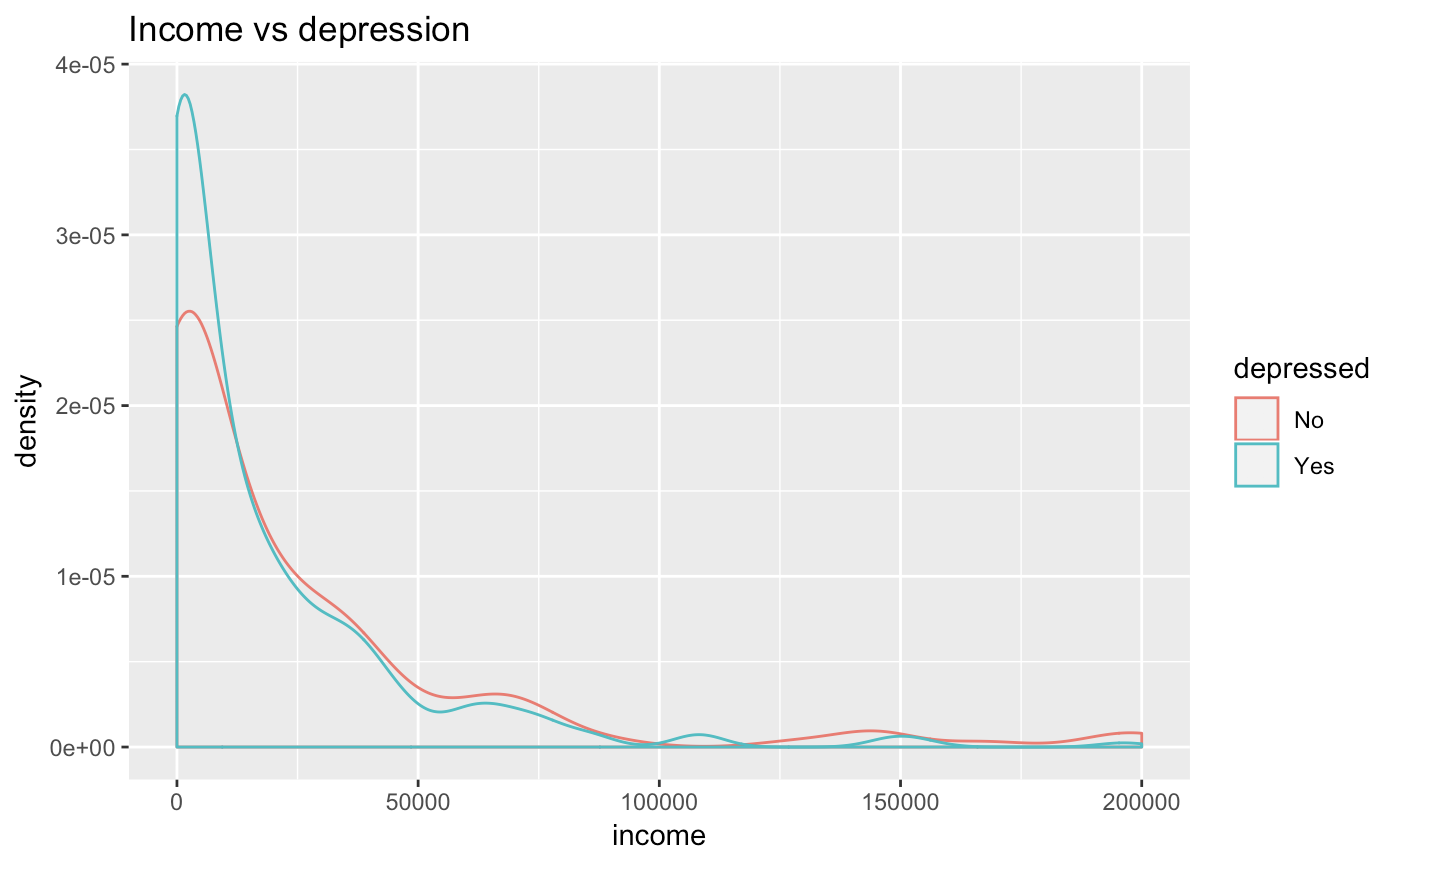 Income vs depression
4e-05
3e-05
2e-05
1e-05
0e+00
density
0 50000 100000 150000 200000
income
depressed
No
Yes